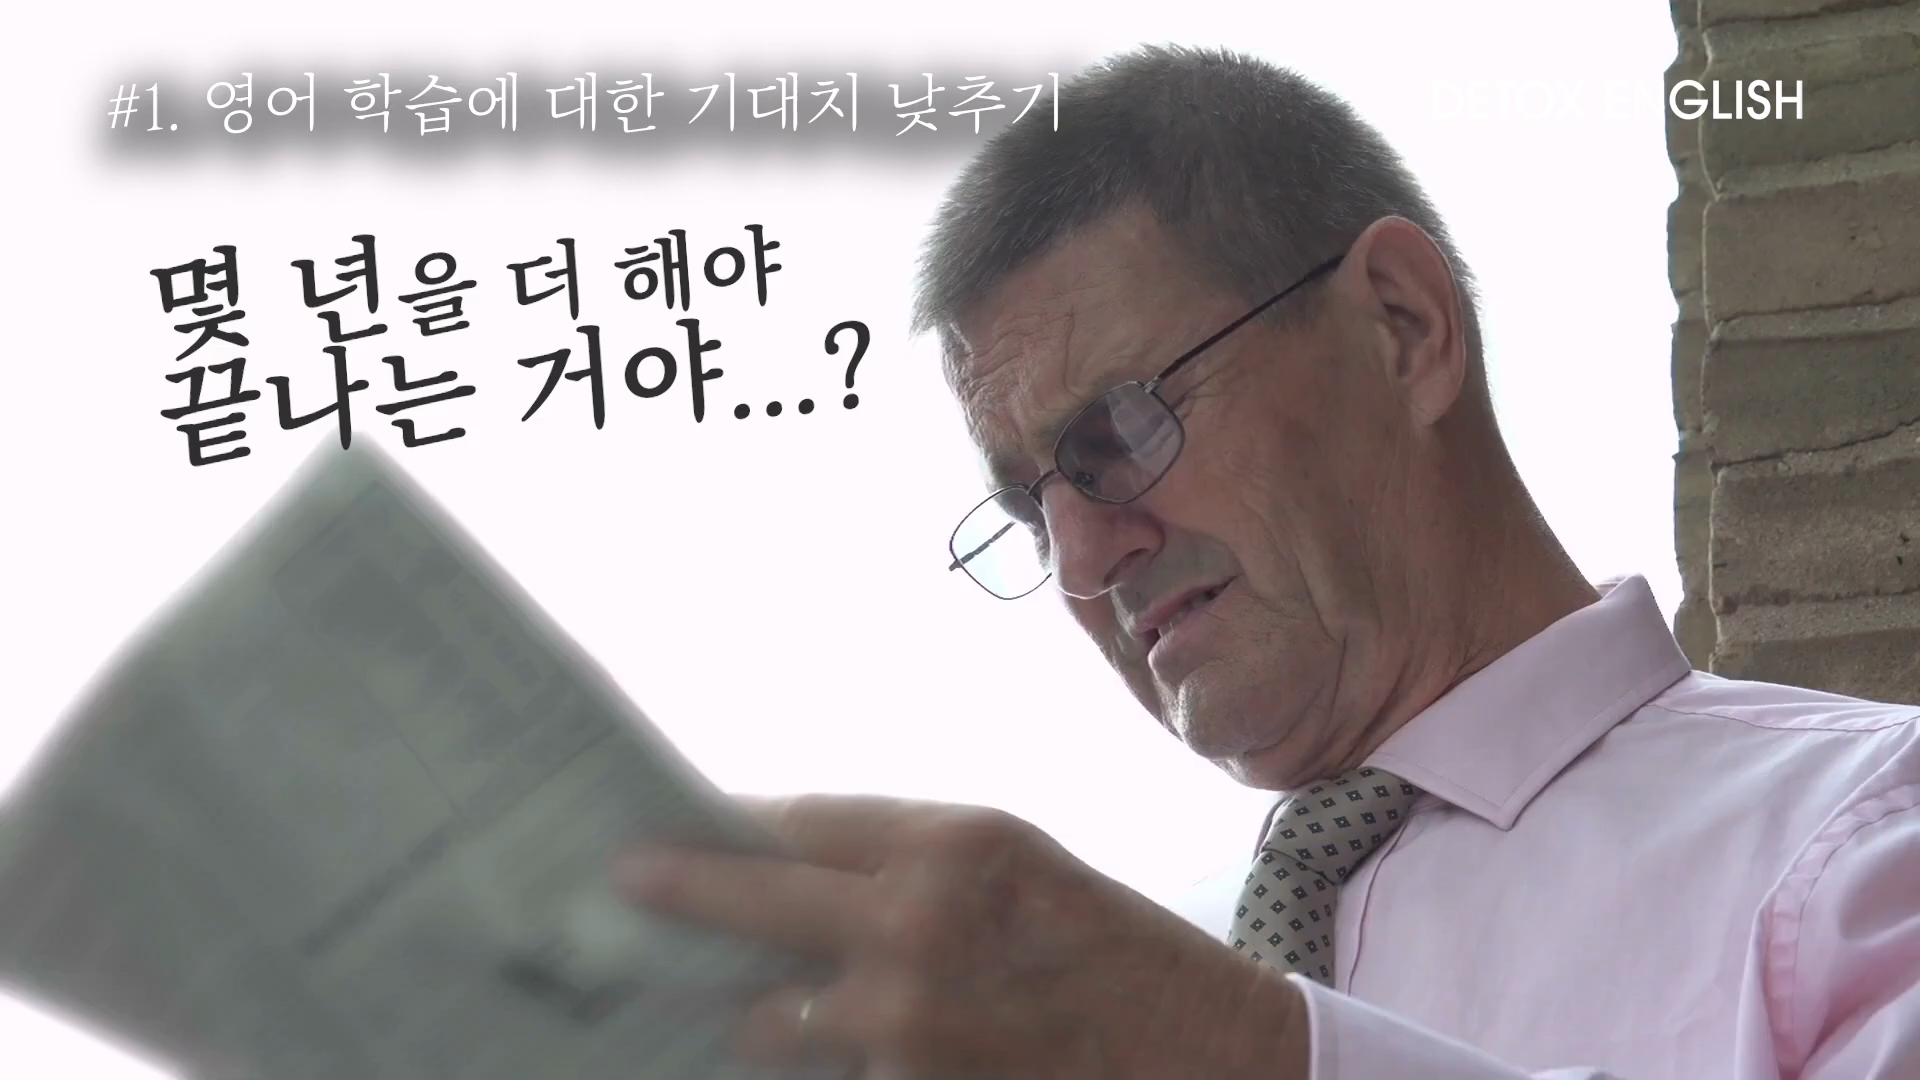 #1. 영어 학습에 대한 기대치 낮추기
DETOX ENGLISH
몇 년을 더 해야
끝나는 거야...?